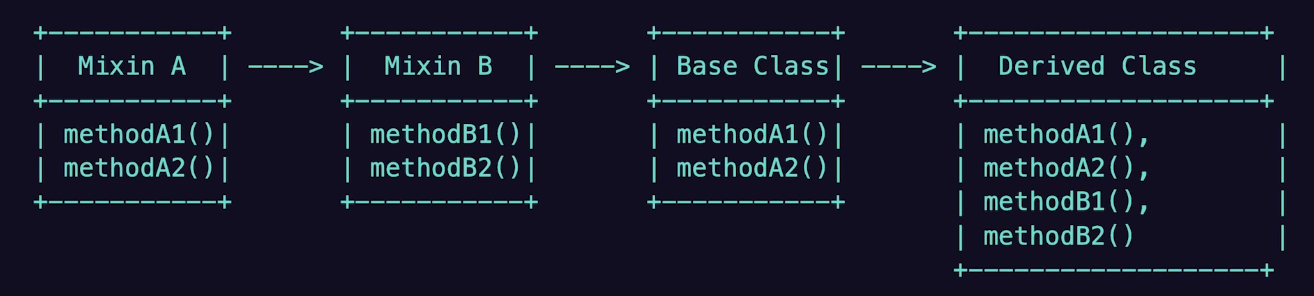 +-----------+       +-----------+       +-----------+       +------------------+
|  Mixin A  | ----> |  Mixin B  | ----> | Base Class| ----> |  Derived Class     |
+-----------+       +-----------+       +-----------+       +------------------+
| methodA1()|       | methodB1()|       | methodA1()|       | methodA1(),        |
| methodA2()|       | methodB2()|       | methodA2()|       | methodA2(),        |
+-----------+       +-----------+       +-----------+       | methodB1(),        |
                                                            | methodB2()         |
                                                            +------------------+